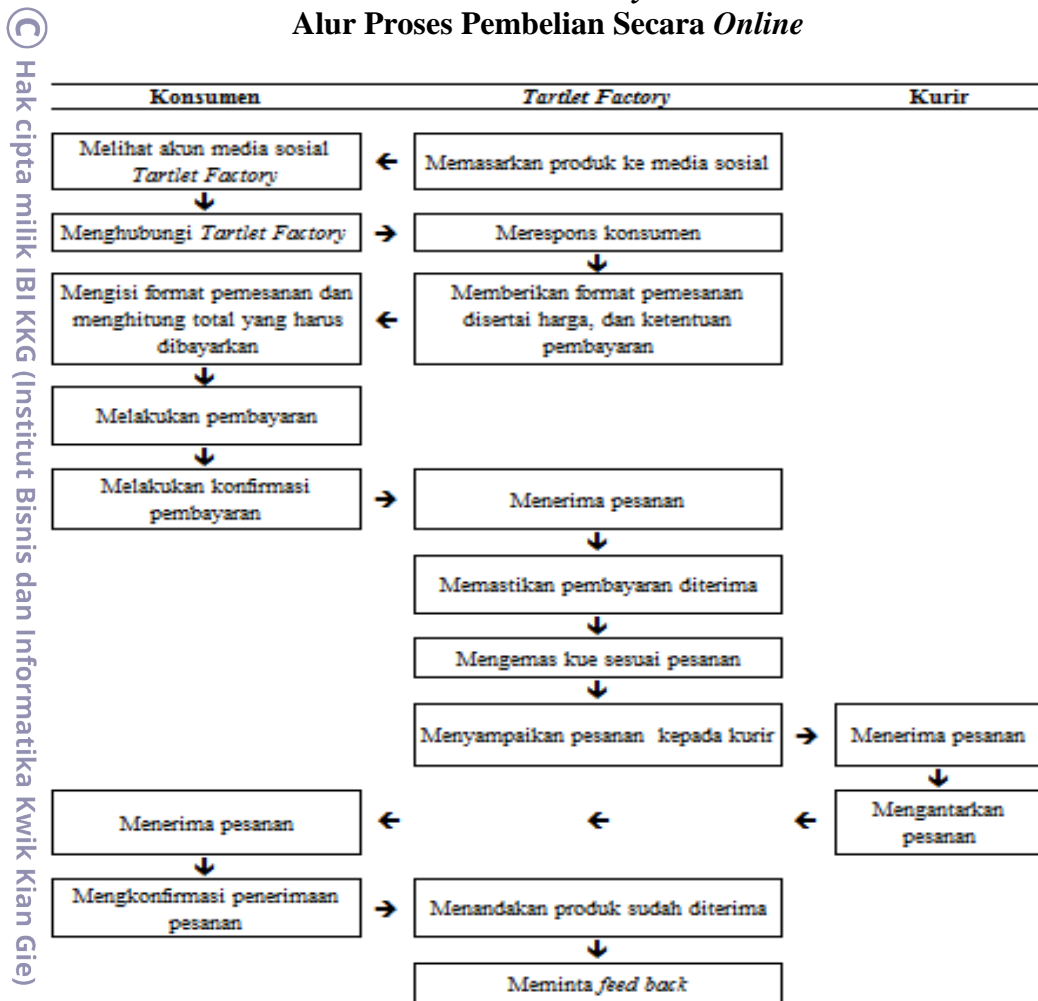 Alur Proses Pembelian Secara Online
Konsumen Tartlet Factory Kurir
Melihat akun media sosial
Tartlet Factory
Memasarkan produk ke media sosial
Menghubungi Tartlet Factory
Merespons konsumen
Mengisi format pemesanan dan
menghitung total yang harus
dibayarkan
Memberikan format pemesanan
disertai harga, dan ketentuan
pembayaran
Melakukan pembayaran
Melakukan konfirmasi
pembayaran
Menerima pesanan
Memastikan pembayaran diterima
Mengemas kue sesuai pesanan
Menyampaikan pesanan kepada kurir
Menerima pesanan
Menerima pesanan
Mengantarkan
pesanan
Mengkonfirmasi penerimaan
pesanan
Menandakan produk sudah diterima
Meminta feed back
© Hak cipta milik IBI KKG (Institut Bisnis dan Informatika Kwik Kian Gie)